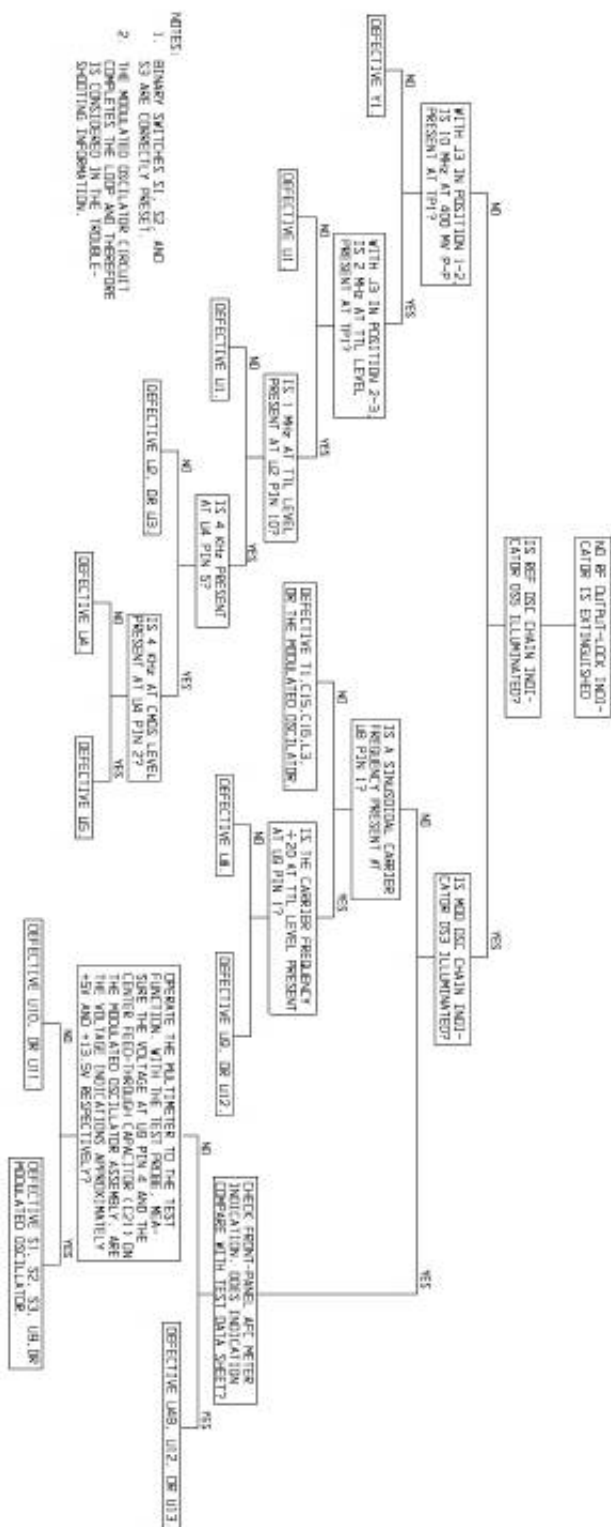 NO RF OUTPUT-LOCK INDI-
CATOR IS EXTINGUISHED
IS REF OSC CHAIN INDI-
CATOR DS5 ILLUMINATED?
NO
YES
WITH J3 IN POSITION 1-2,
IS 10 MHz AT 400 MV P-P
PRESENT AT TP1?
NO
YES
DEFECTIVE Y1.
WITH J3 IN POSITION 2-3,
IS 2 MHz AT TTL LEVEL
PRESENT AT TP1?
NO
YES
DEFECTIVE U1.
IS 1 MHz AT TTL LEVEL
PRESENT AT U2 PIN 10?
NO
YES
DEFECTIVE U1.
IS 4 KHz PRESENT
AT U4 PIN 5?
NO
YES
DEFECTIVE U2, OR U3.
IS 4 KHz AT CMOS LEVEL
PRESENT AT U4 PIN 2?
NO
YES
DEFECTIVE U4.
DEFECTIVE U5.
IS MOD OSC CHAIN INDI-
CATOR DS3 ILLUMINATED?
NO
YES
IS A SINUSOIDAL CARRIER
FREQUENCY PRESENT AT
U8 PIN 1?
NO
YES
DEFECTIVE T1,C15,C16,L3,
OR THE MODULATED OSCILATOR.
IS THE CARRIER FREQUENCY
÷20 AT TTL LEVEL PRESENT
AT U9 PIN 1?
NO
YES
DEFECTIVE U8.
DEFECTIVE U9, OR U12.
CHECK FRONT-PANEL AFC METER
INDICATION. DOES INDICATION
COMPARE WITH TEST DATA SHEET?
NO
YES
OPERATE THE MULTIMETER TO THE TEST
FUNCTION. WITH THE TEST PROBE, MEA-
SURE THE VOLTAGE AT U9 PIN 4 AND THE
CENTER FEED-THROUGH CAPACITOR (C21) ON
THE MODULATED OSCILLATOR ASSEMBLY. ARE
THE VOLTAGE INDICATIONS APPROXIMATELY
+5V AND +13.5V RESPECTIVELY?
NO
YES
DEFECTIVE U10, OR U11.
DEFECTIVE S1, S2, S3, U9,OR
MODULATED OSCILLATOR.
DEFECTIVE U4B, U12, OR U13.
NOTES:
1. BINARY SWITCHES S1, S2, AND
S3 ARE CORRECTLY PRESET.
2. THE MODULATED OSCILATOR CIRCUIT
COMPLETES THE LOOP AND THEREFORE
IS CONSIDERED IN THE TROUBLE-
SHOOTING INFORMATION.